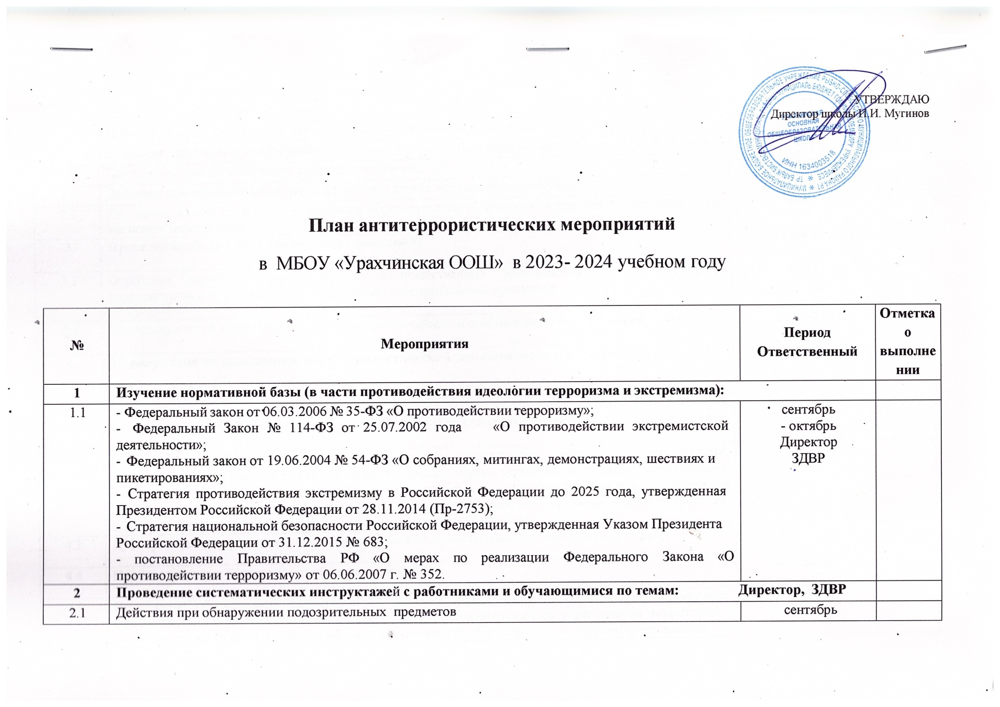 УТВЕРЖДАЮ
Директор школы И.И. Мугинов
ОСНОВНАЯ
ОБЩЕОБРАЗОВАТЕЛЬНАЯ
ИНН 1634003518
План антитеррористических мероприятий
в МБОУ «Урахчинская ООШ» в 2023- 2024 учебном году
№
Мероприятия
Период
Ответственный
Отметка
о
выполне
нии
1 Изучение нормативной базы (в части противодействия идеологии терроризма и экстремизма):
1.1 - Федеральный закон от 06.03.2006 № 35-ФЗ «О противодействии терроризму»;
- Федеральный Закон № 114-ФЗ от 25.07.2002 года «О противодействии экстремистской
деятельности»;
- Федеральный закон от 19.06.2004 № 54-ФЗ «О собраниях, митингах, демонстрациях, шествиях и
пикетированиях»;
- Стратегия противодействия экстремизму в Российской Федерации до 2025 года, утвержденная
Президентом Российской Федерации от 28.11.2014 (Пр-2753);
- Стратегия национальной безопасности Российской Федерации, утвержденная Указом Президента
Российской Федерации от 31.12.2015 № 683;
- постановление Правительства РФ «О мерах по реализации Федерального Закона «О
противодействии терроризму» от 06.06.2007 г. № 352.
сентябрь
- октябрь
Директор
ЗДВР
2 Проведение систематических инструктажей с работниками и обучающимися по темам: Директор, ЗДВР
2.1 Действия при обнаружении подозрительных предметов сентябрь